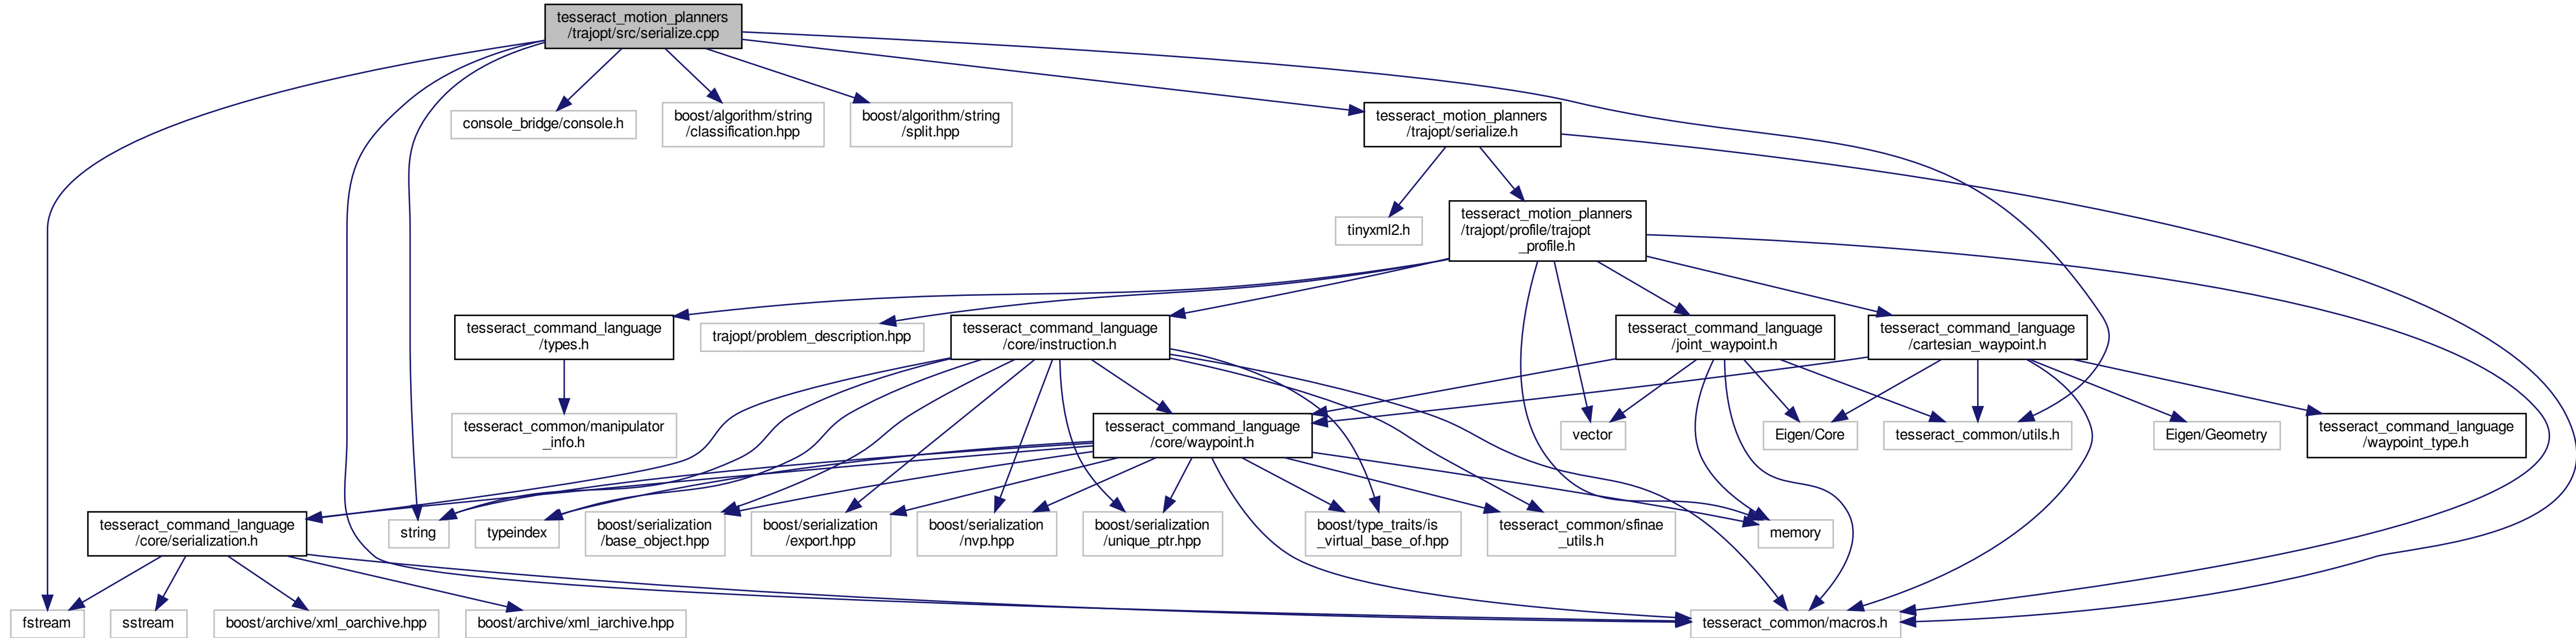 tesseract_motion_planners
/trajopt/src/serialize.cpp
console_bridge/console.h
boost/algorithm/string
/classification.hpp
boost/algorithm/string
/split.hpp
tesseract_motion_planners
/trajopt/serialize.h
tinyxml2.h
tesseract_motion_planners
/trajopt/profile/trajopt
_profile.h
tesseract_command_language
/types.h
trajopt/problem_description.hpp
tesseract_command_language
/core/instruction.h
tesseract_command_language
/joint_waypoint.h
tesseract_command_language
/cartesian_waypoint.h
tesseract_common/manipulator
_info.h
tesseract_command_language
/core/waypoint.h
vector
Eigen/Core
tesseract_common/utils.h
Eigen/Geometry
tesseract_command_language
/waypoint_type.h
tesseract_command_language
/core/serialization.h
string
typeindex
boost/serialization
/base_object.hpp
boost/serialization
/export.hpp
boost/serialization
/nvp.hpp
boost/serialization
/unique_ptr.hpp
boost/type_traits/is
_virtual_base_of.hpp
tesseract_common/sfinae
_utils.h
memory
fstream
sstream
boost/archive/xml_oarchive.hpp
boost/archive/xml_iarchive.hpp
tesseract_common/macros.h